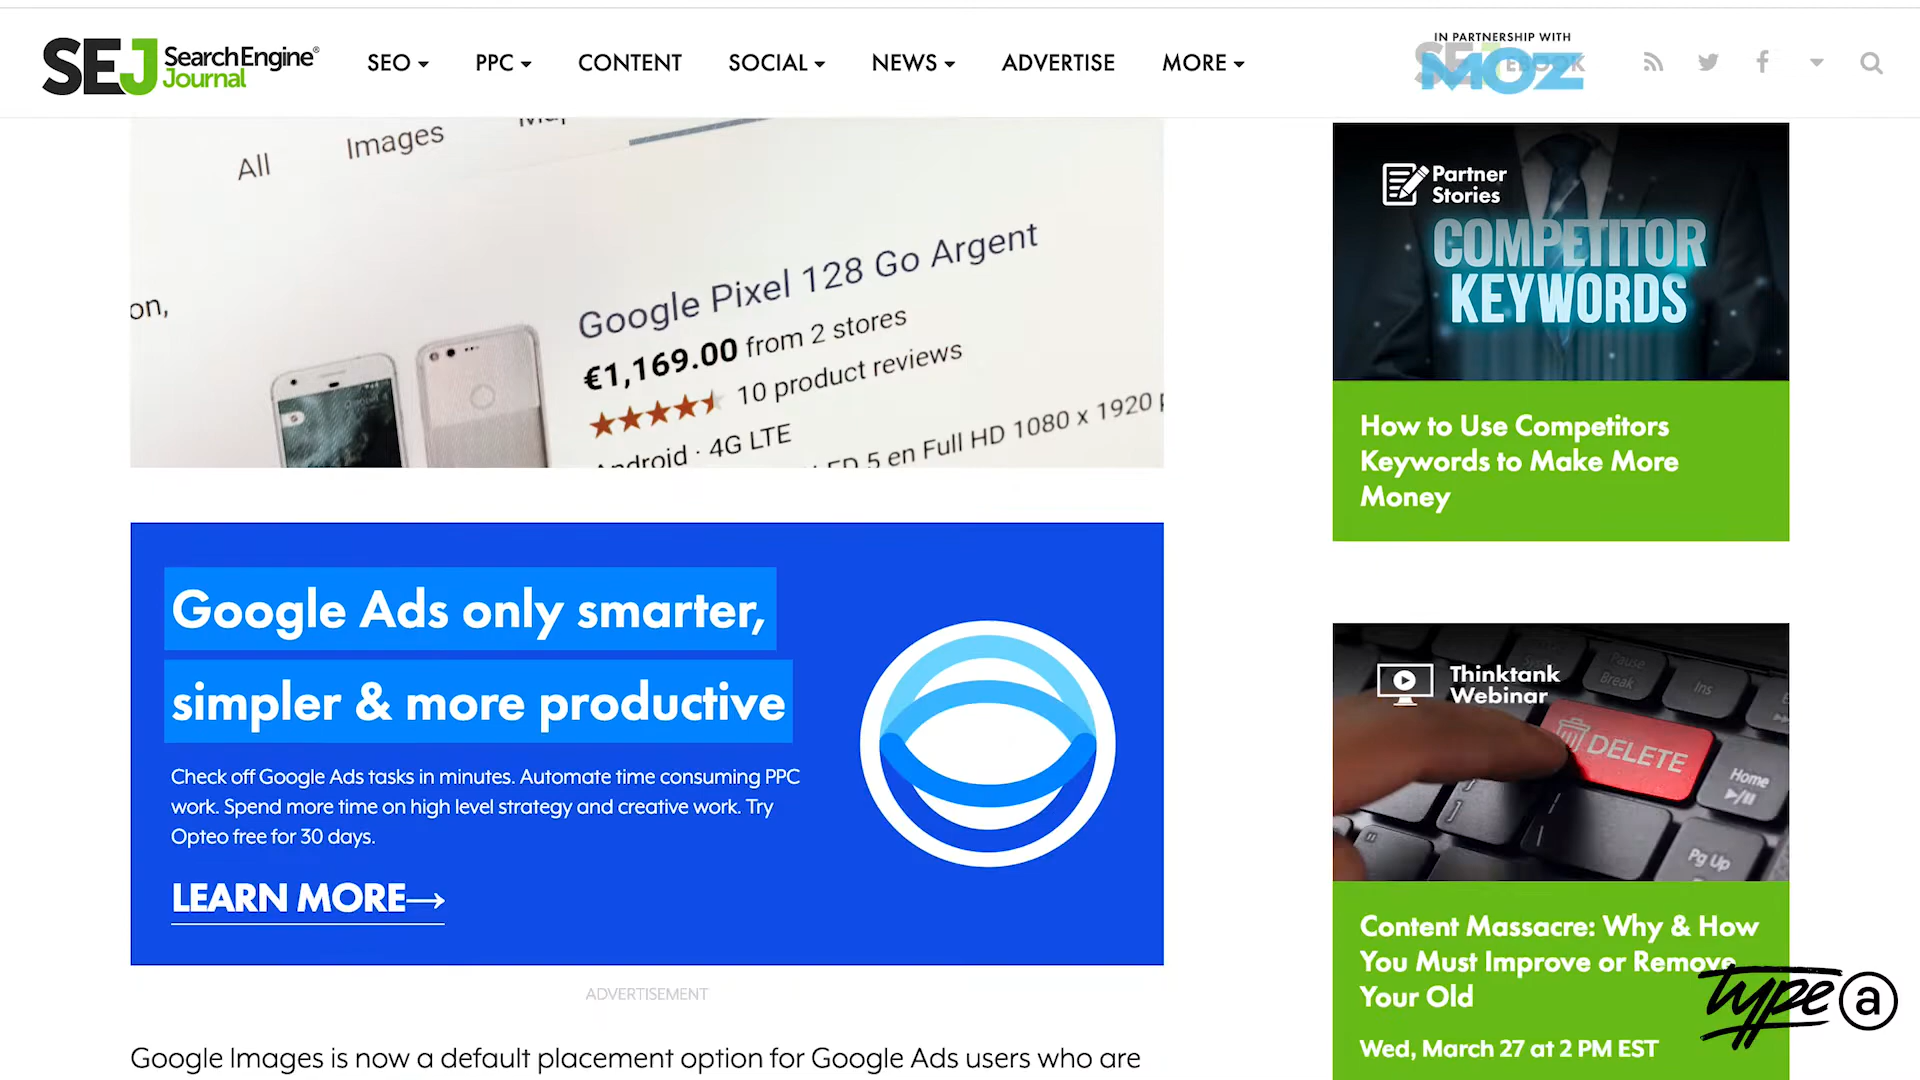 SEJ SearchEngine® Journal
SEO PPC CONTENT SOCIAL NEWS ADVERTISE MORE
IN PARTNERSHIP WITH
MOZ
All Images
on,
Google Pixel 128 Go Argent
€1,169.00 from 2 stores
10 product reviews
Android · 4G LTE
5 en Full HD 1080 x 1920
Google Ads only smarter,
simpler & more productive
Check off Google Ads tasks in minutes. Automate time consuming PPC
work. Spend more time on high level strategy and creative work. Try
Opteo free for 30 days.
LEARN MORE→
ADVERTISEMENT
Google Images is now a default placement option for Google Ads users who are
Partner
Stories
COMPETITOR
KEYWORDS
How to Use Competitors
Keywords to Make More
Money
Thinktank
Webinar
Pause
Break
Ins
DELETE
Home
Pg Up
Content Massacre: Why & How
You Must Improve or Remove
Your Old
Wed, March 27 at 2 PM EST
type a